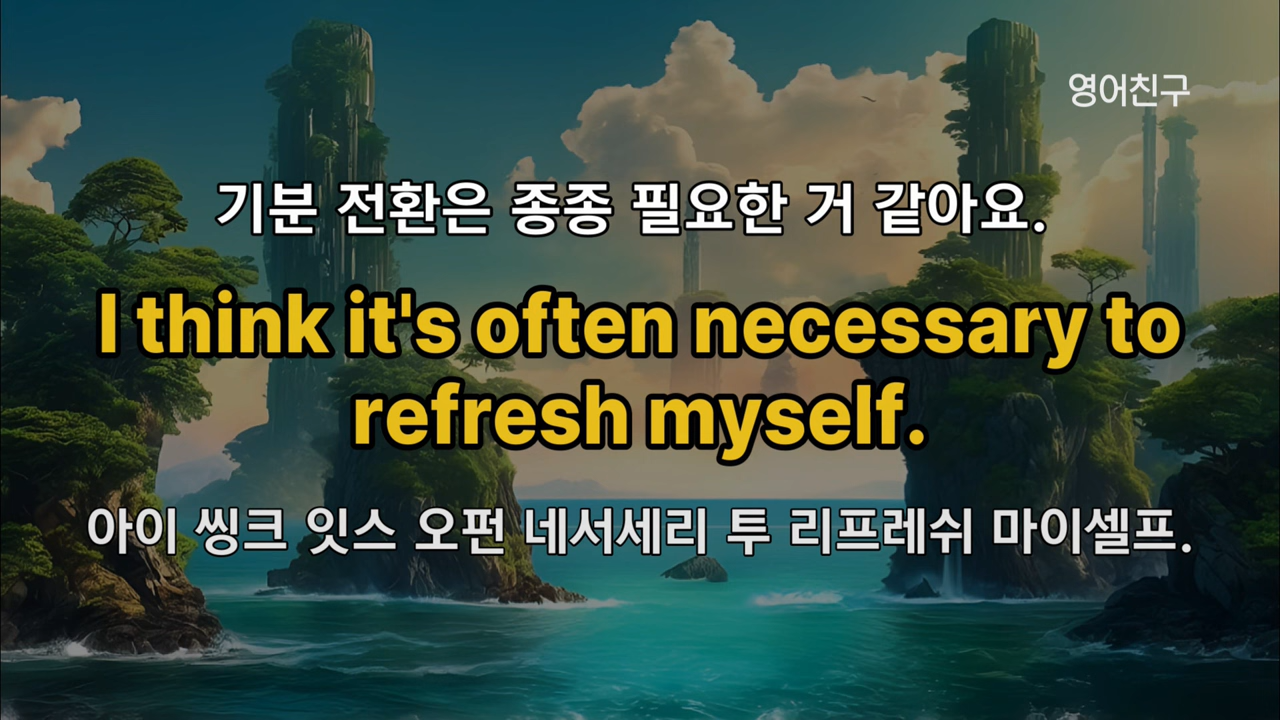 영어친구
기분 전환은 종종 필요한 거 같아요.
I think it's often necessary to
refresh myself.
아이 씽크 잇스 오펀 네서세리 투 리프레쉬 마이셀프.